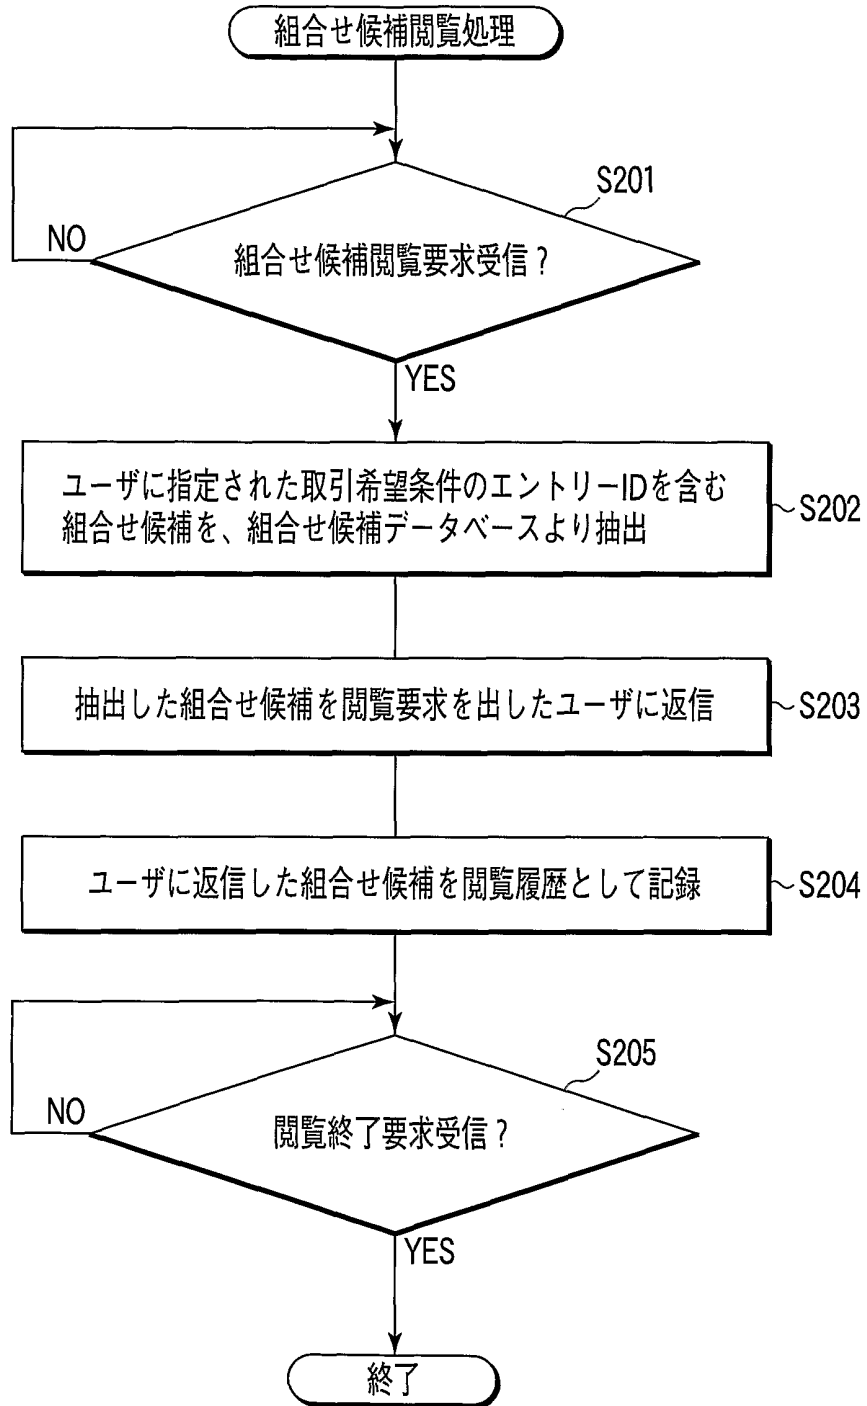 組合せ候補閲覧処理
S201
NO
組合せ候補閲覧要求受信?
YES
ユーザに指定された取引希望条件のエントリーIDを含む
組合せ候補を、組合せ候補データベースより抽出
S202
抽出した組合せ候補を閲覧要求を出したユーザに返信
S203
ユーザに返信した組合せ候補を閲覧履歴として記録
S204
S205
NO
閲覧終了要求受信?
YES
終了